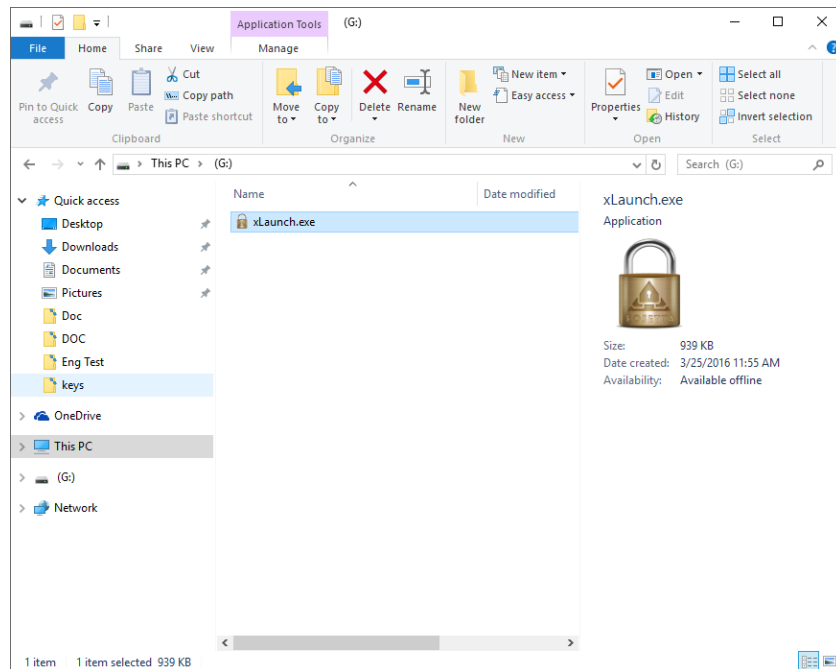 Application Tools (G:)
File Home Share View Manage
Pin to Quick access
Copy
Paste
Cut
Copy path
Paste shortcut
Clipboard
Move to
Copy to
Delete
Rename
Organize
New folder
New item
Easy access
New
Properties
Open
Edit
History
Open
Select all
Select none
Invert selection
Select
This PC > (G:)
Search (G:)
Quick access
Desktop
Downloads
Documents
Pictures
Doc
DOC
Eng Test
keys
OneDrive
This PC
(G:)
Network
Name Date modified
xLaunch.exe
xLaunch.exe
Application
Size: 939 KB
Date created: 3/25/2016 11:55 AM
Availability: Available offline
1 item 1 item selected 939 KB